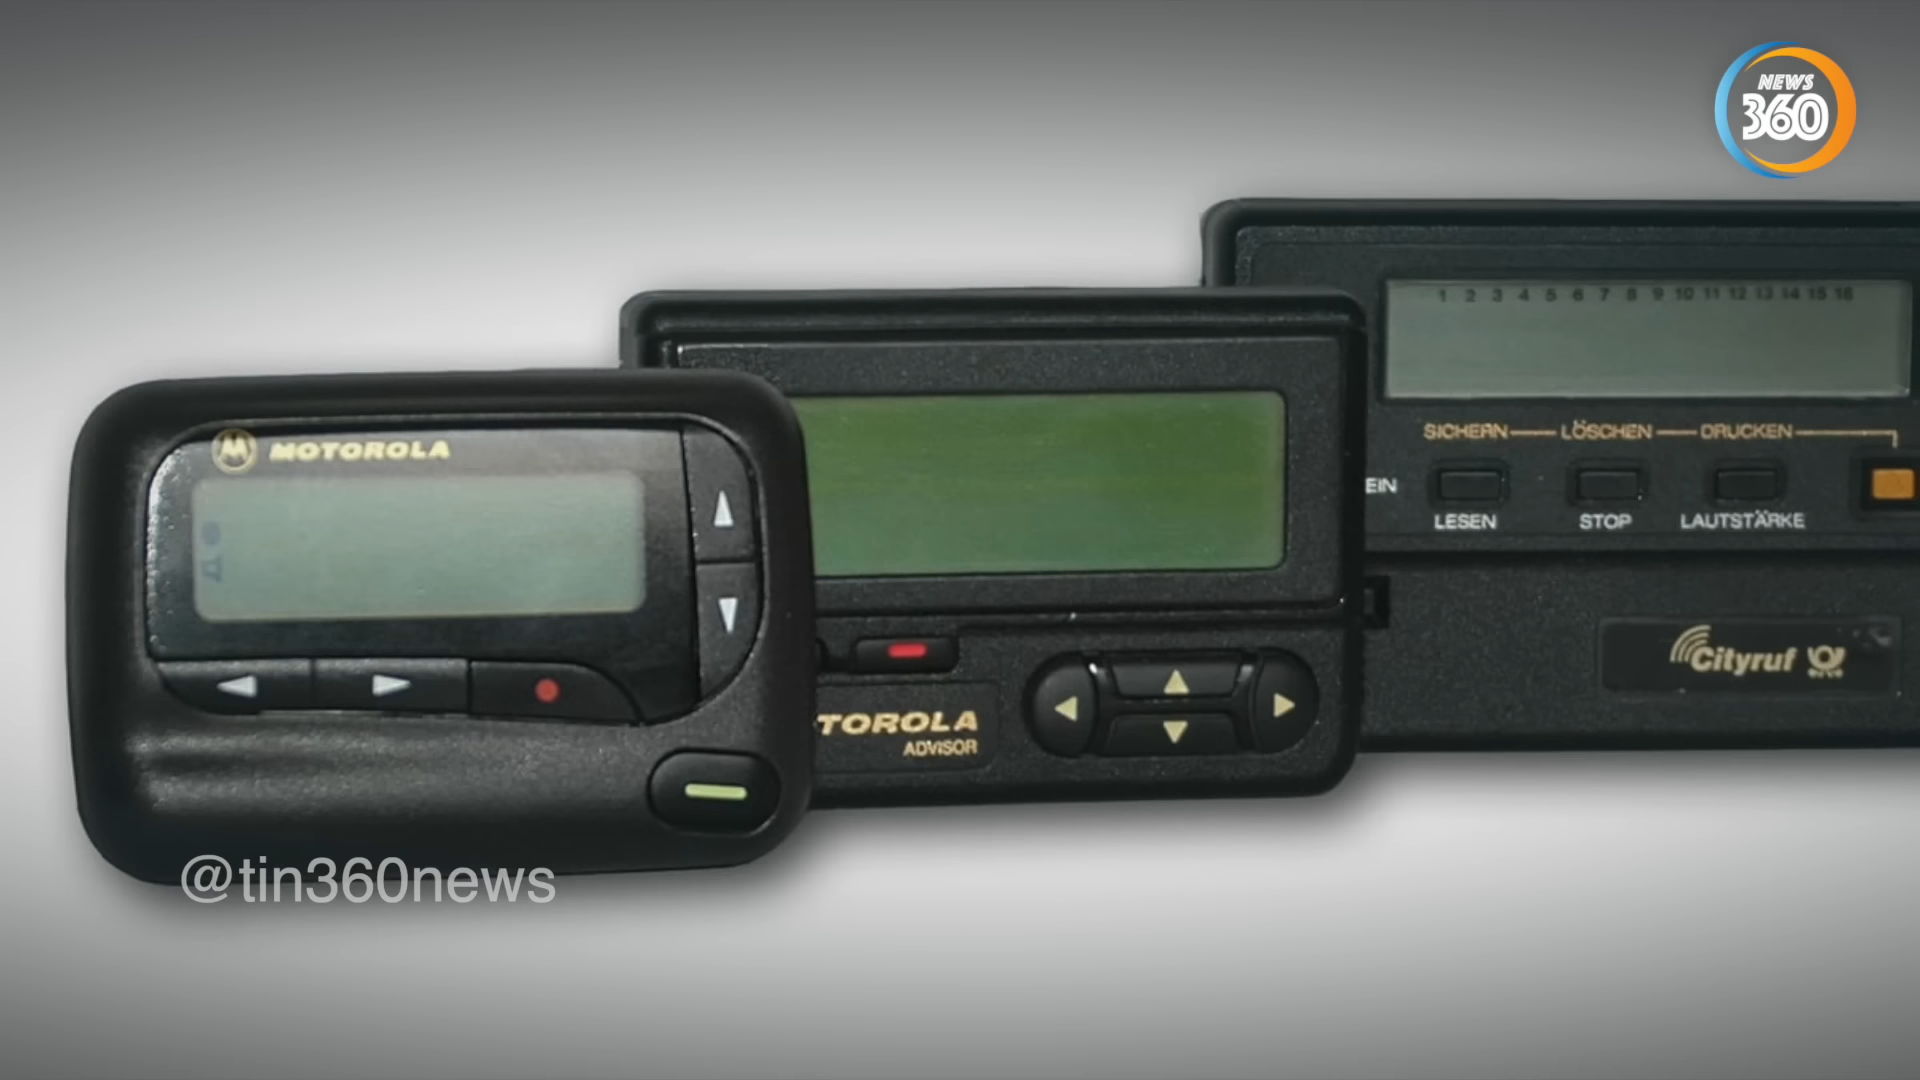 NEWS
360
1 2 3 4 5 6 7 8 9 10 11 12 13 14 15 16
SICHERN LÖSCHEN DRUCKEN
MOTOROLA
EIN
LESEN STOP LAUTSTÄRKE
Cityruf
TOROLA
ADVISOR
@tin360news